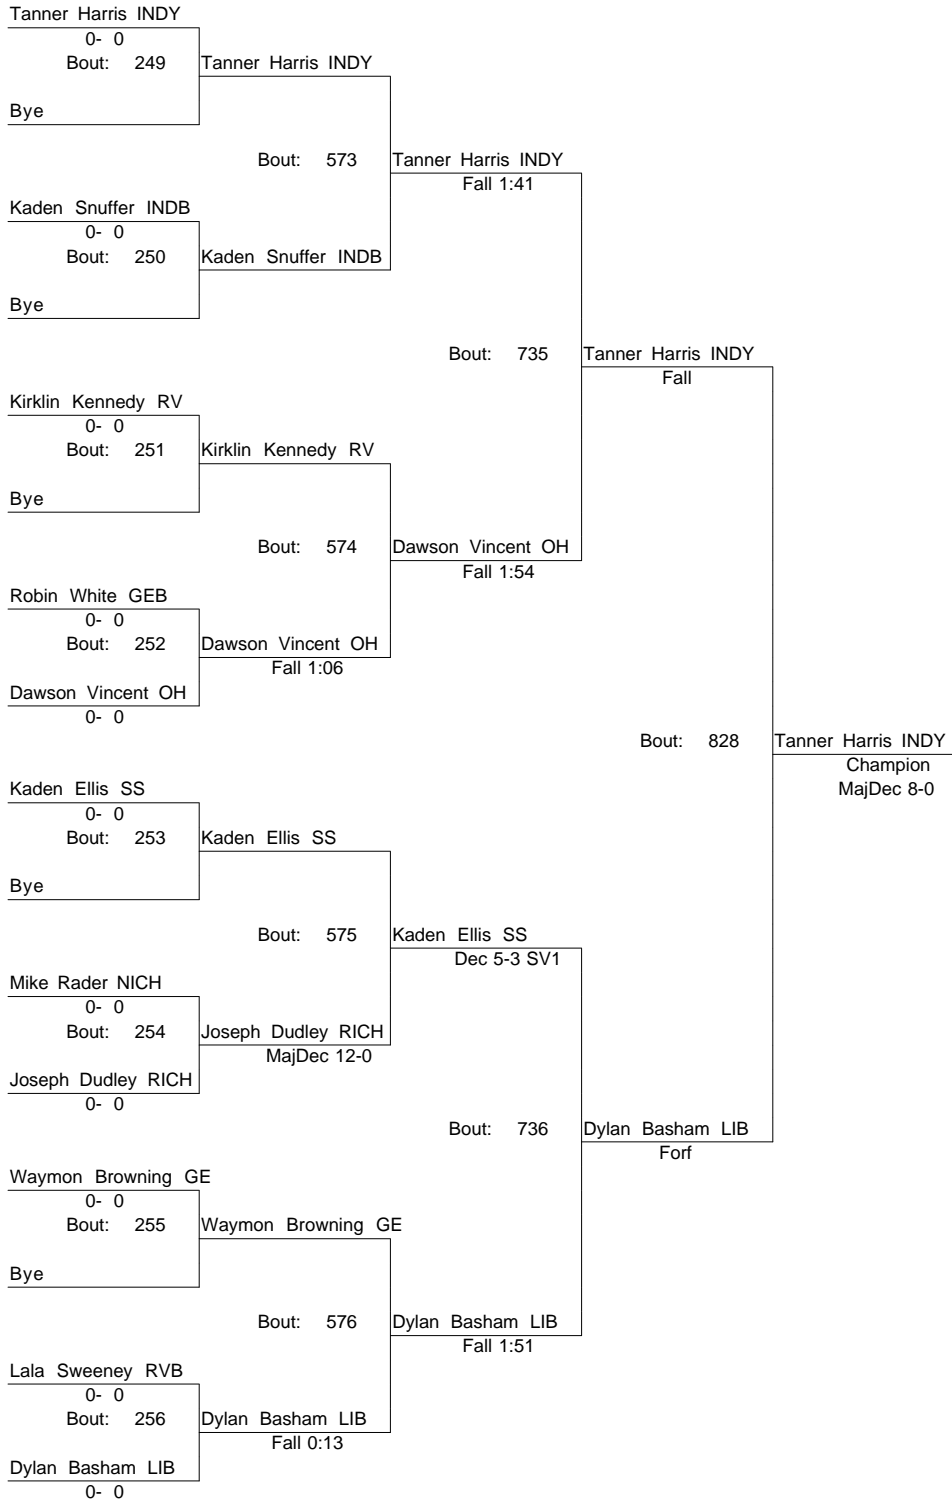 Tanner Harris INDY
0- 0
Bout: 249 Tanner Harris INDY
Bye
Bout: 573 Tanner Harris INDY
Fall 1:41
Kaden Snuffer INDB
0- 0
Bout: 250 Kaden Snuffer INDB
Bye
Bout: 735 Tanner Harris INDY
Fall
Kirklin Kennedy RV
0- 0
Bout: 251 Kirklin Kennedy RV
Bye
Bout: 574 Dawson Vincent OH
Fall 1:54
Robin White GEB
0- 0
Bout: 252 Dawson Vincent OH
Fall 1:06
Dawson Vincent OH
0- 0
Bout: 828 Tanner Harris INDY
Champion
MajDec 8-0
Kaden Ellis SS
0- 0
Bout: 253 Kaden Ellis SS
Bye
Bout: 575 Kaden Ellis SS
Dec 5-3 SV1
Mike Rader NICH
0- 0
Bout: 254 Joseph Dudley RICH
MajDec 12-0
Joseph Dudley RICH
0- 0
Bout: 736 Dylan Basham LIB
Forf
Waymon Browning GE
0- 0
Bout: 255 Waymon Browning GE
Bye
Bout: 576 Dylan Basham LIB
Fall 1:51
Lala Sweeney RVB
0- 0
Bout: 256 Dylan Basham LIB
Fall 0:13
Dylan Basham LIB
0- 0